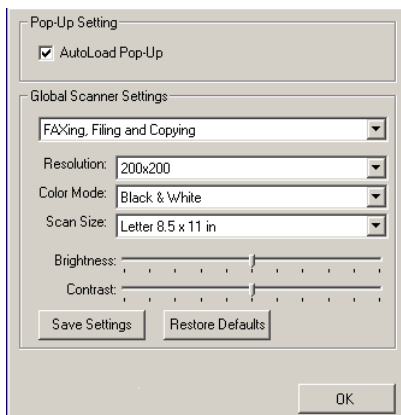 Pop-Up Setting
AutoLoad Pop-Up
Global Scanner Settings
FAXing, Filing and Copying
Resolution: 200x200
Color Mode: Black & White
Scan Size: Letter 8.5 x 11 in
Brightness:
Contrast:
Save Settings Restore Defaults
OK